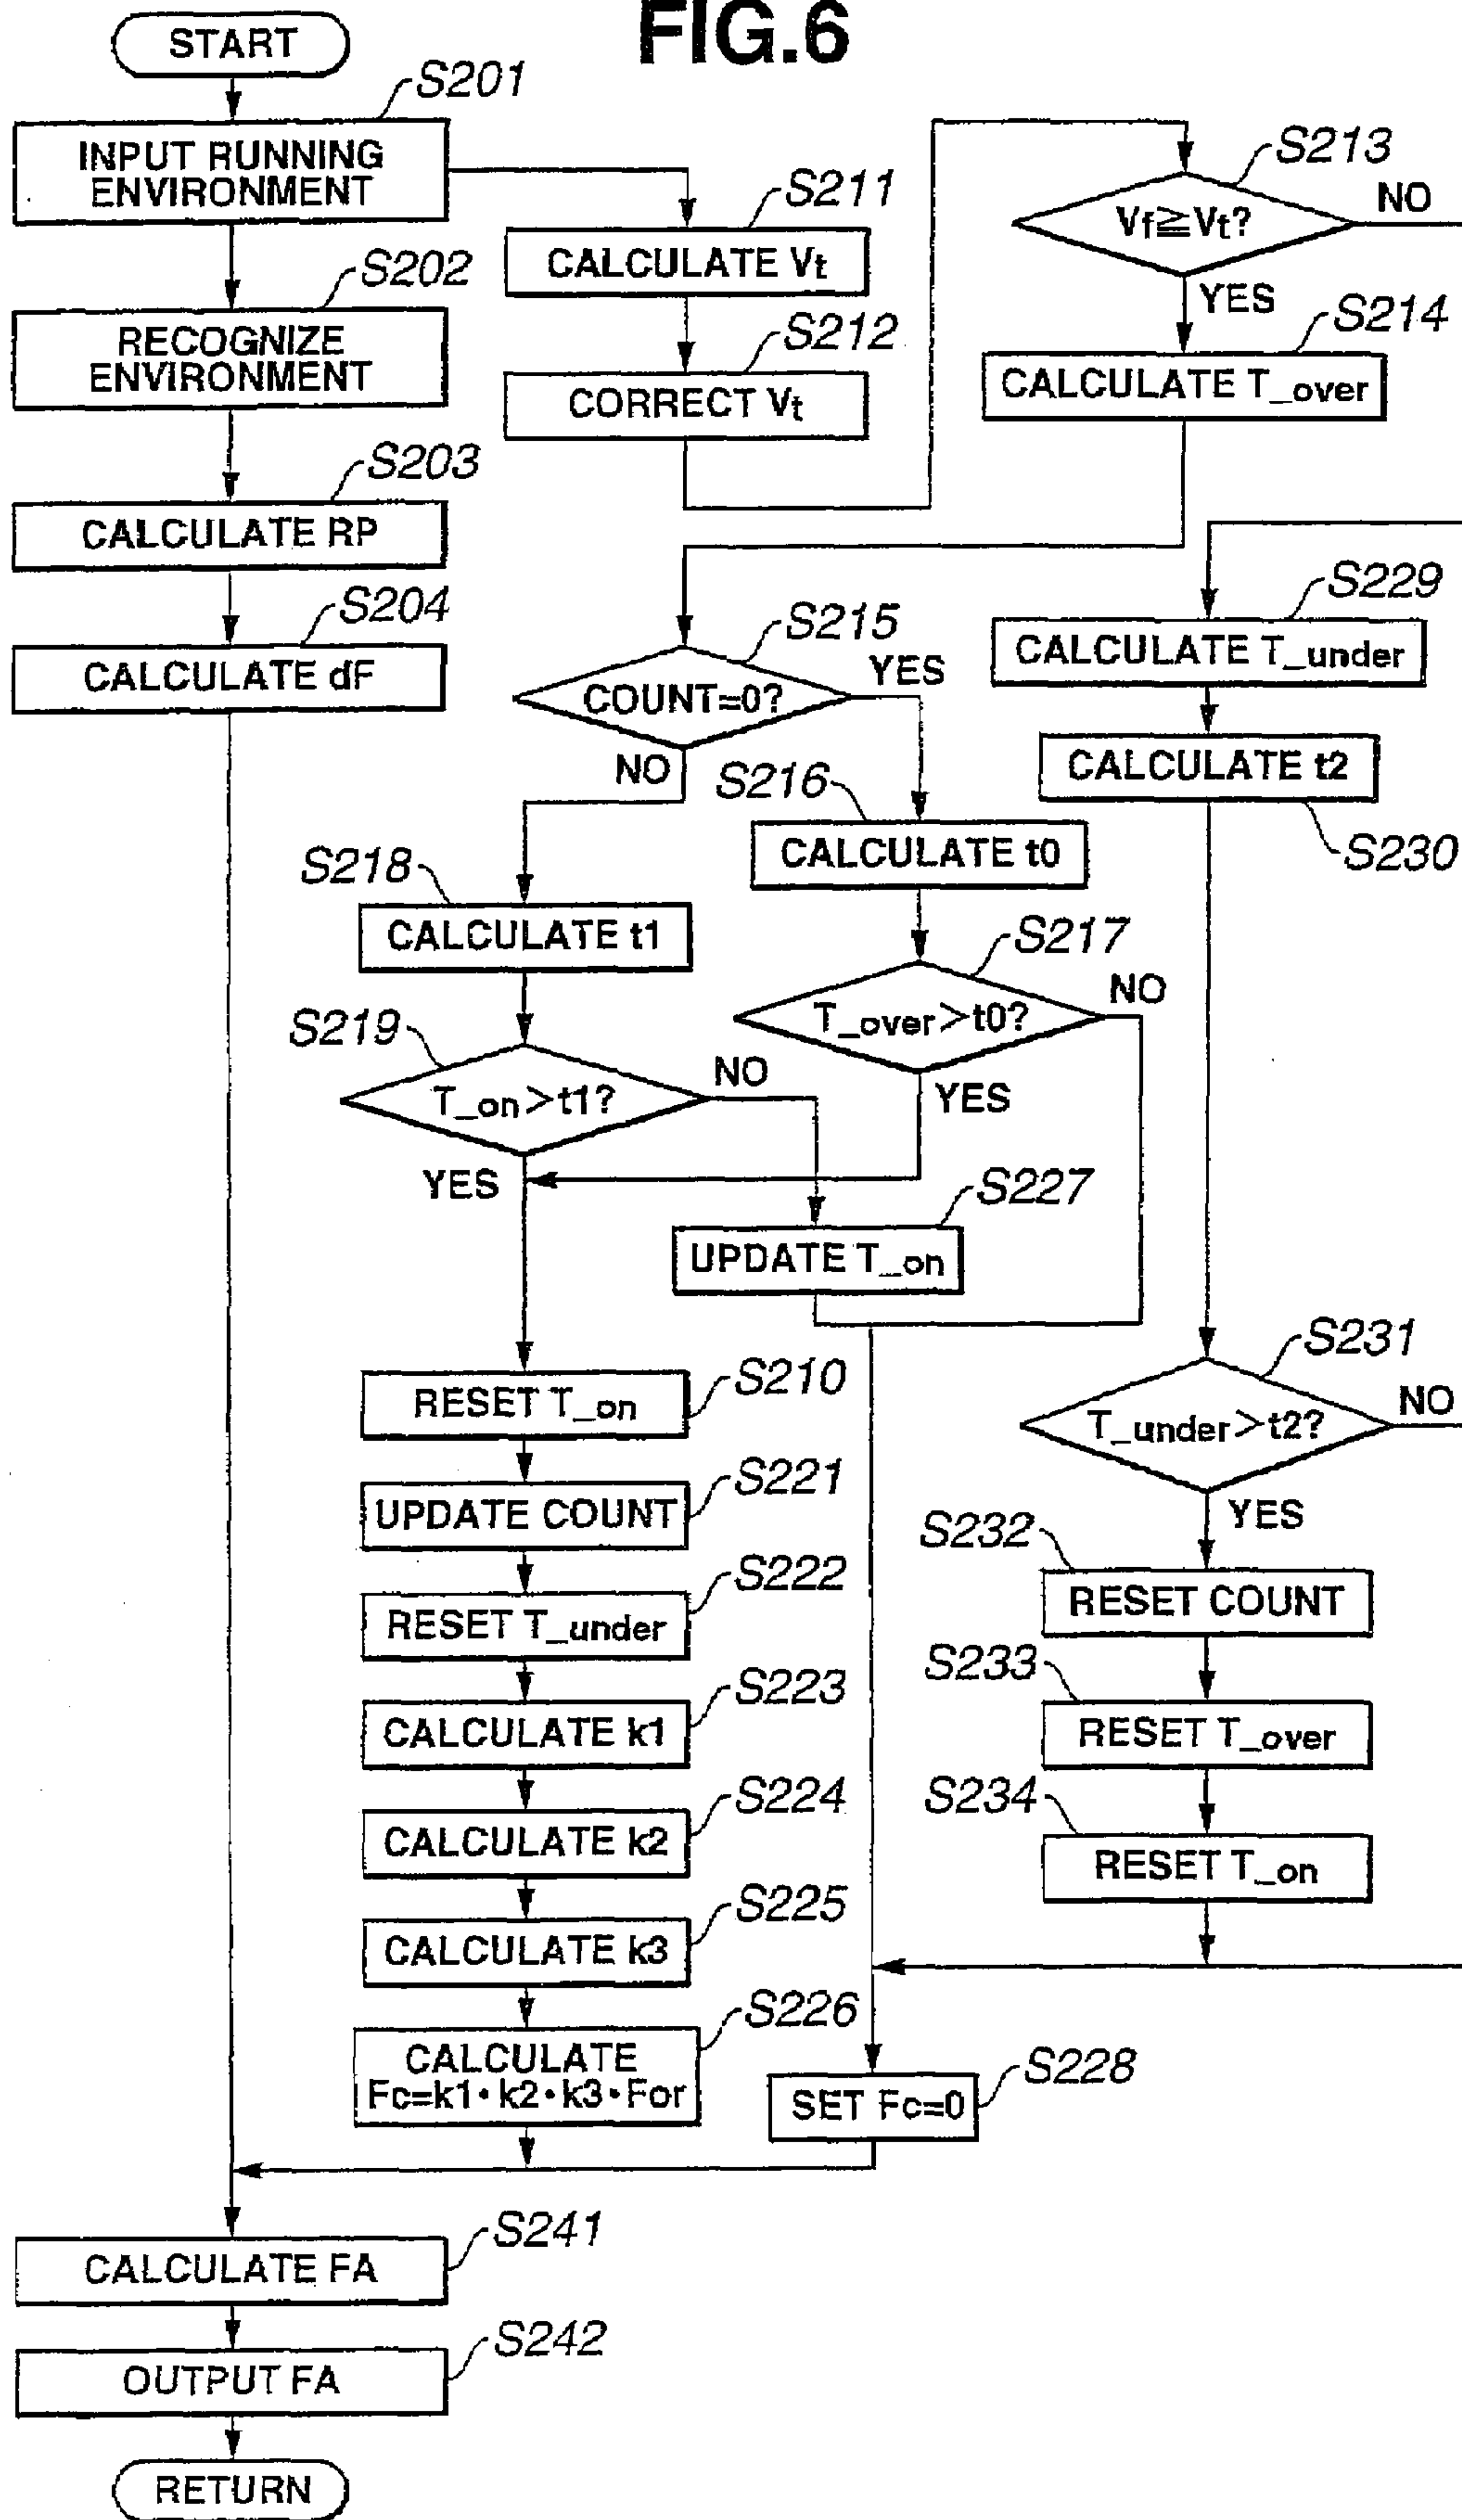 FIG.6
START
S201
INPUT RUNNING
ENVIRONMENT
S202
RECOGNIZE
ENVIRONMENT
S203
CALCULATE RP
S204
CALCULATE dF
S211
CALCULATE Vt
S212
CORRECT Vt
S213
Vf≧Vt?
NO
YES
S214
CALCULATE T_over
S215
COUNT=0?
YES
NO
S216
CALCULATE t0
S217
T_over>t0?
NO
YES
S218
CALCULATE t1
S219
T_on>t1?
NO
YES
S227
UPDATE T_on
S210
RESET T_on
S221
UPDATE COUNT
S222
RESET T_under
S223
CALCULATE k1
S224
CALCULATE k2
S225
CALCULATE k3
S226
CALCULATE
Fc=k1·k2·k3·For
S228
SET Fc=0
S229
CALCULATE T_under
CALCULATE t2
S230
S231
T_under>t2?
NO
YES
S232
RESET COUNT
S233
RESET T_over
S234
RESET T_on
S241
CALCULATE FA
S242
OUTPUT FA
RETURN